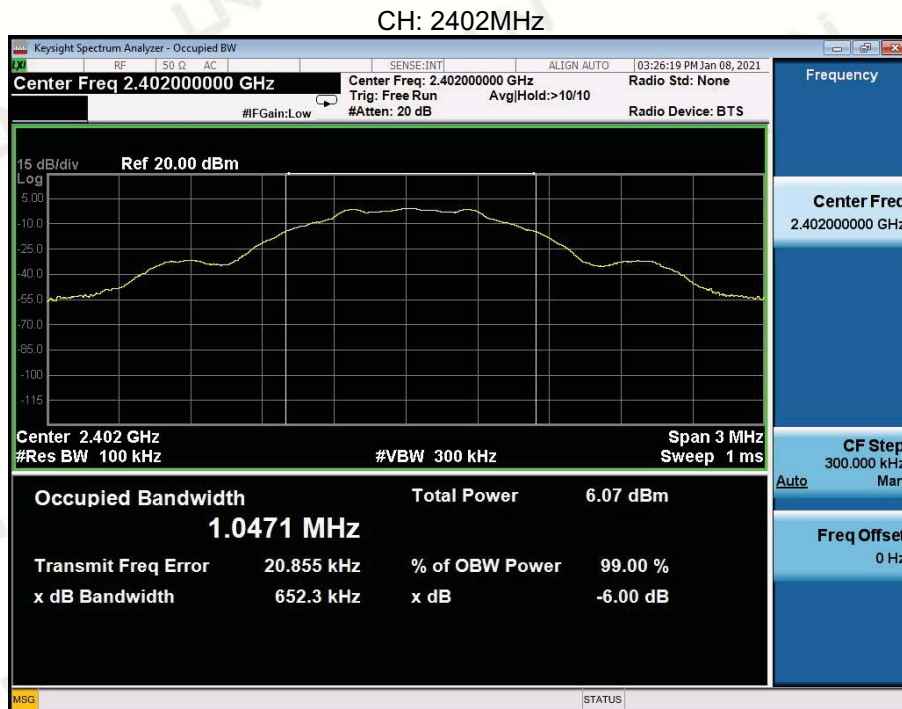 CH: 2402MHz
Keysight Spectrum Analyzer - Occupied BW
LXI RF 50 Ω AC SENSE:INT ALIGN AUTO 03:26:19 PM Jan 08, 2021
Center Freq 2.402000000 GHz Center Freq: 2.402000000 GHz Radio Std: None Frequency
Trig: Free Run Avg|Hold:>10/10
#IFGain:Low #Atten: 20 dB Radio Device: BTS
15 dB/div Ref 20.00 dBm
Log
5.00
-10.0
-25.0
-40.0
-55.0
-70.0
-85.0
-100
-115
Center Freq
2.402000000 GHz
Center 2.402 GHz Span 3 MHz
#Res BW 100 kHz #VBW 300 kHz Sweep 1 ms
CF Step
300.000 kHz
Auto Man
Occupied Bandwidth Total Power 6.07 dBm
1.0471 MHz
Transmit Freq Error 20.855 kHz % of OBW Power 99.00 %
x dB Bandwidth 652.3 kHz x dB -6.00 dB
Freq Offset
0 Hz
MSG STATUS